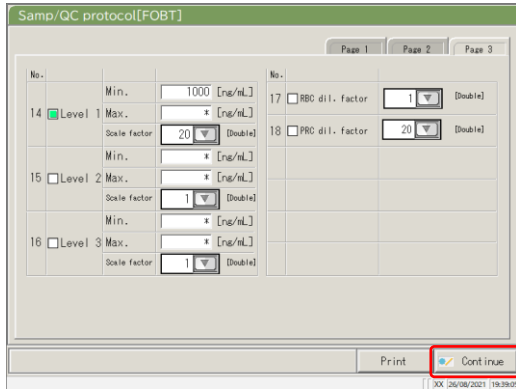 Samp/QC protocol[FOBT]
Page 1 Page 2 Page 3
No.
14 Level 1 Min. 1000 [ng/mL]
Max. * [ng/mL]
Scale factor 20 [Double]
15 Level 2 Min. * [ng/mL]
Max. * [ng/mL]
Scale factor 1 [Double]
16 Level 3 Min. * [ng/mL]
Max. * [ng/mL]
Scale factor 1 [Double]
No.
17 RBC dil. factor 1 [Double]
18 PRC dil. factor 20 [Double]
Print Continue
XX 26/08/2021 19:39:05